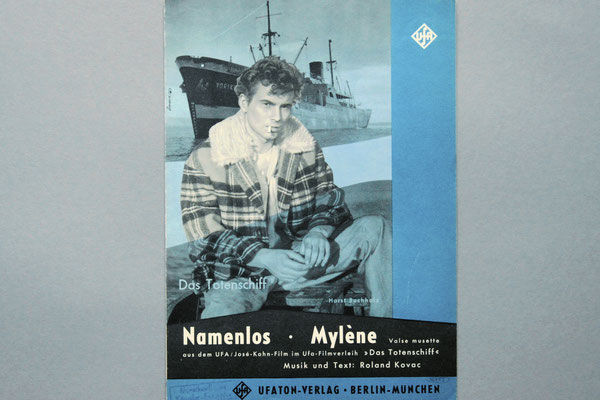 UFA
YORIK
Das Totenschiff
Horst Buchholz
Namenlos · Mylène Valse musette
aus dem UFA/José-Kohn-Film im Ufa-Filmverleih »Das Totenschiff«
Musik und Text: Roland Kovac
UFA UFATON-VERLAG · BERLIN-MÜNCHEN